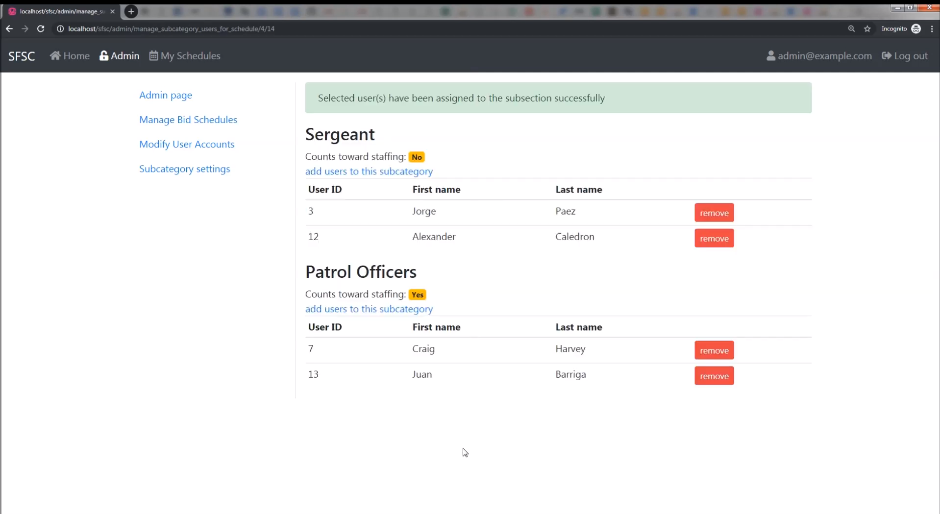 localhost/sfsc/admin/manage_su
localhost/sfsc/admin/manage_subcategory_users_for_schedule/4/14
Incognito
SFSC Home Admin My Schedules admin@example.com Log out
Admin page
Manage Bid Schedules
Modify User Accounts
Subcategory settings
Selected user(s) have been assigned to the subsection successfully
Sergeant
Counts toward staffing: No
add users to this subcategory
User ID First name Last name
3 Jorge Paez remove
12 Alexander Caledron remove
Patrol Officers
Counts toward staffing: Yes
add users to this subcategory
User ID First name Last name
7 Craig Harvey remove
13 Juan Barriga remove